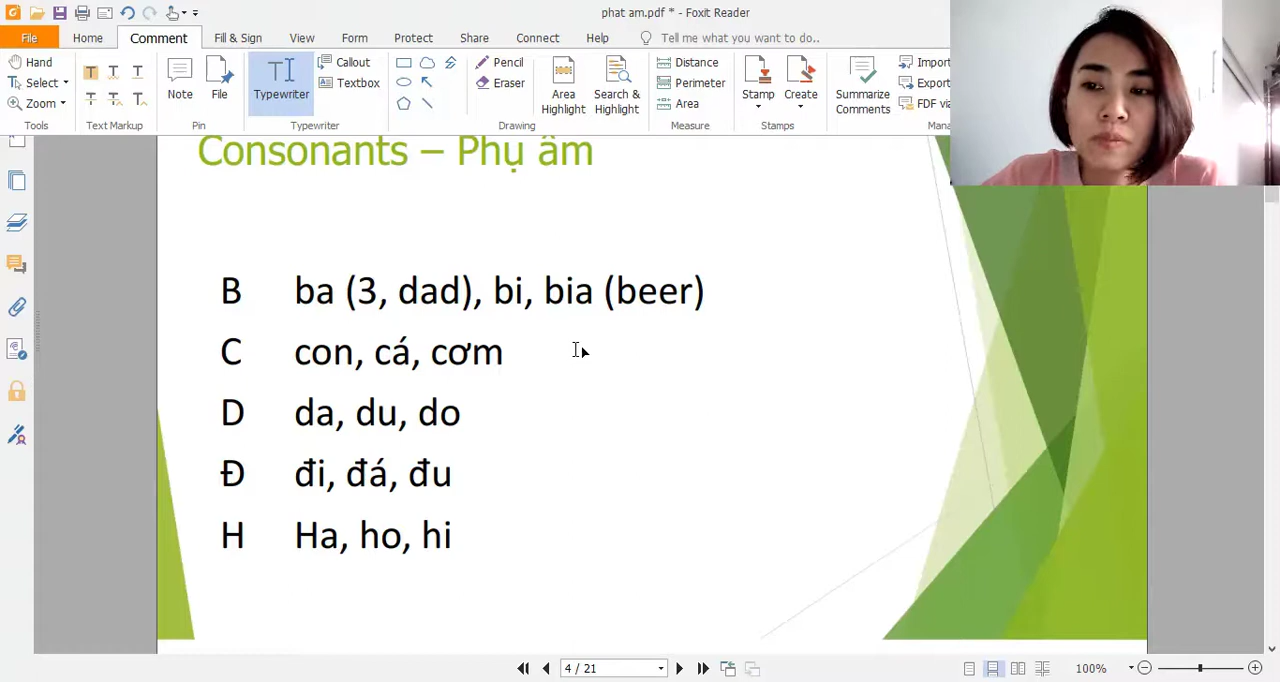 phat am.pdf * - Foxit Reader
File Home Comment Fill & Sign View Form Protect Share Connect Help Tell me what you want to do..
Hand
Select
Zoom
Tools
Text Markup
Note
File
Pin
Typewriter
Callout
Textbox
Typewriter
Pencil
Eraser
Drawing
Area Highlight
Search & Highlight
Distance
Perimeter
Area
Measure
Stamp
Create
Stamps
Summarize Comments
Import
Export
FDF via
Mana
Consonants – Phụ âm
B ba (3, dad), bi, bia (beer)
C con, cá, cơm
D da, du, do
Đ đi, đá, đu
H Ha, ho, hi
4 / 21
100%